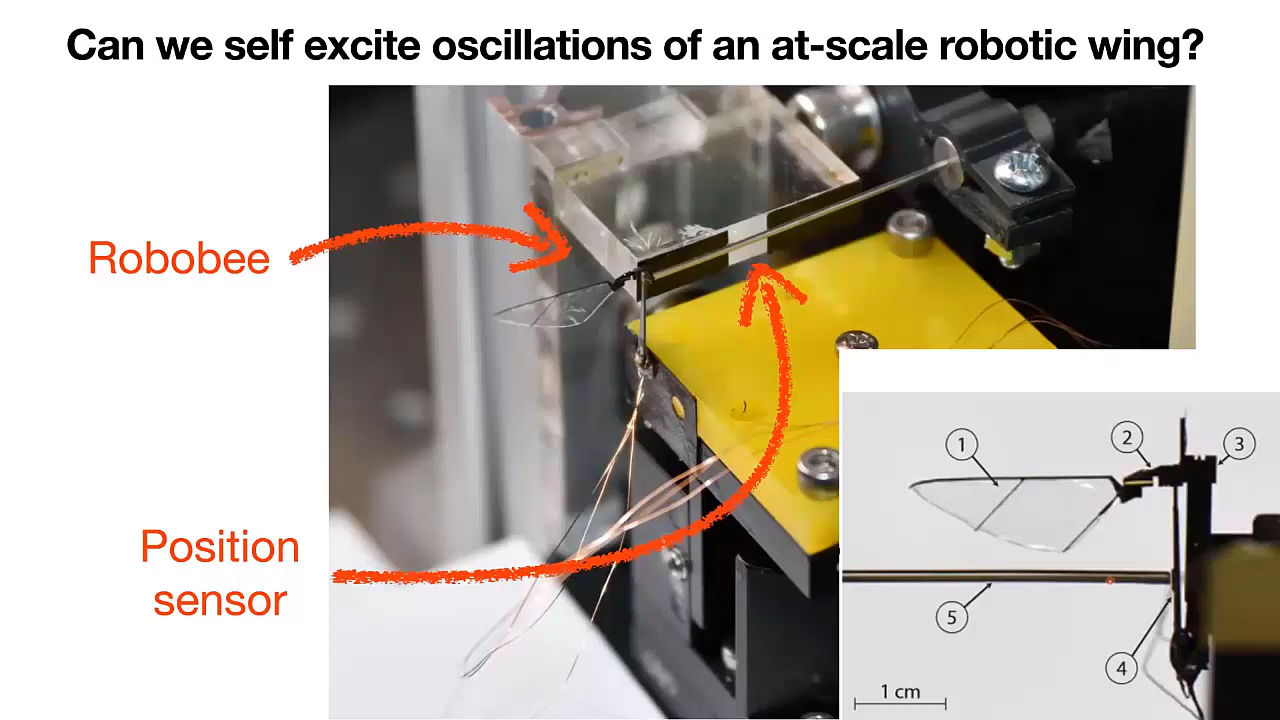 Can we self excite oscillations of an at-scale robotic wing?
Robobee
Position
sensor
1
2
3
5
4
1 cm